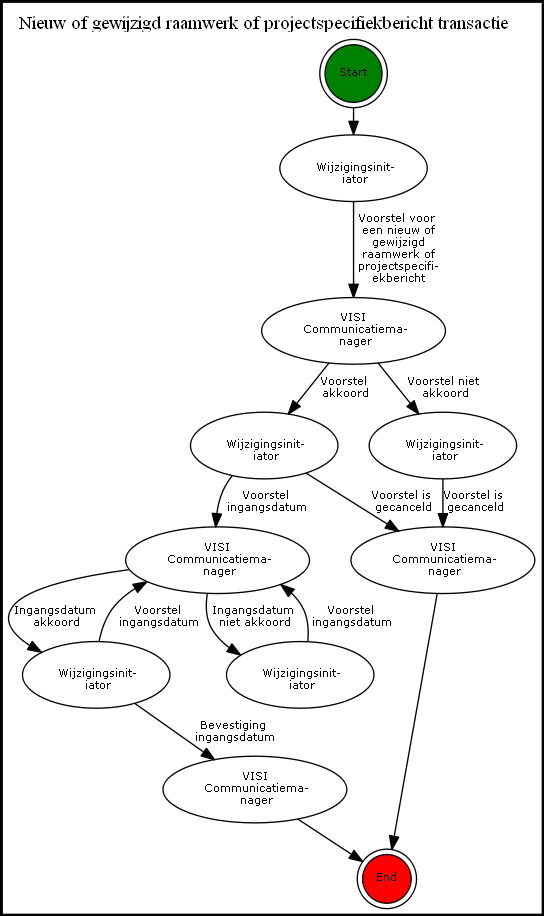 Nieuw of gewijzigd raamwerk of projectspecifiekbericht transactie
Start
Wijzigingsinit-
iator
Voorstel voor
een nieuw of
gewijzigd
raamwerk of
projectspecifi-
ekbericht
VISI
Communicatiema-
nager
Voorstel
akkoord
Voorstel niet
akkoord
Wijzigingsinit-
iator
Wijzigingsinit-
iator
Voorstel
ingangsdatum
Voorstel is
gecanceld
Voorstel is
gecanceld
VISI
Communicatiema-
nager
VISI
Communicatiema-
nager
Ingangsdatum
akkoord
Voorstel
ingangsdatum
Ingangsdatum
niet akkoord
Voorstel
ingangsdatum
Wijzigingsinit-
iator
Wijzigingsinit-
iator
Bevestiging
ingangsdatum
VISI
Communicatiema-
nager
End